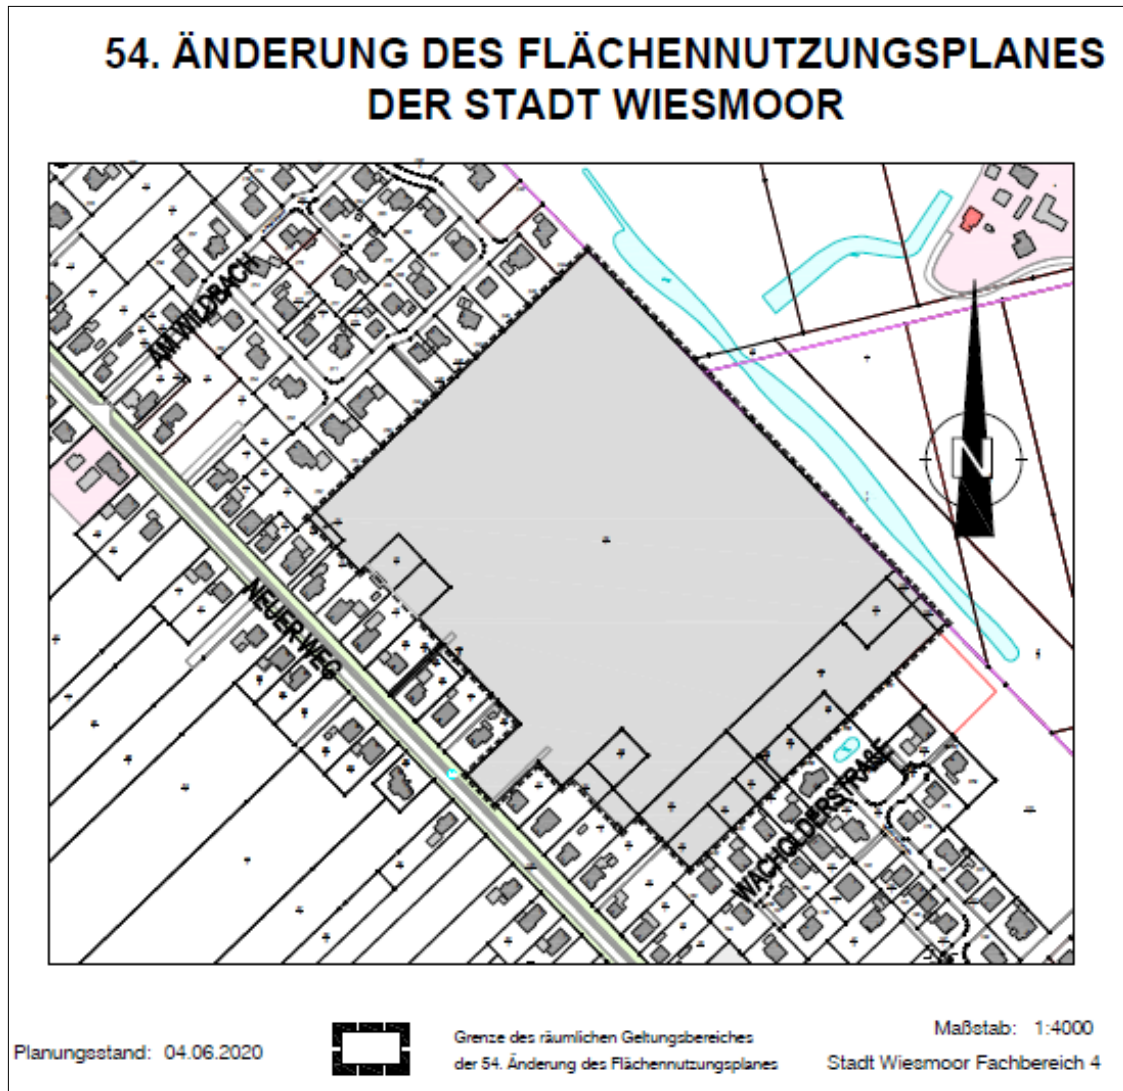 54. ÄNDERUNG DES FLÄCHENNUTZUNGSPLANES
DER STADT WIESMOOR
AM WILDBACH
N
NEUER WEG
WACHOLDERSTRAßE
Planungsstand: 04.06.2020
Grenze des räumlichen Geltungsbereiches
der 54. Änderung des Flächennutzungsplanes
Maßstab: 1:4000
Stadt Wiesmoor Fachbereich 4